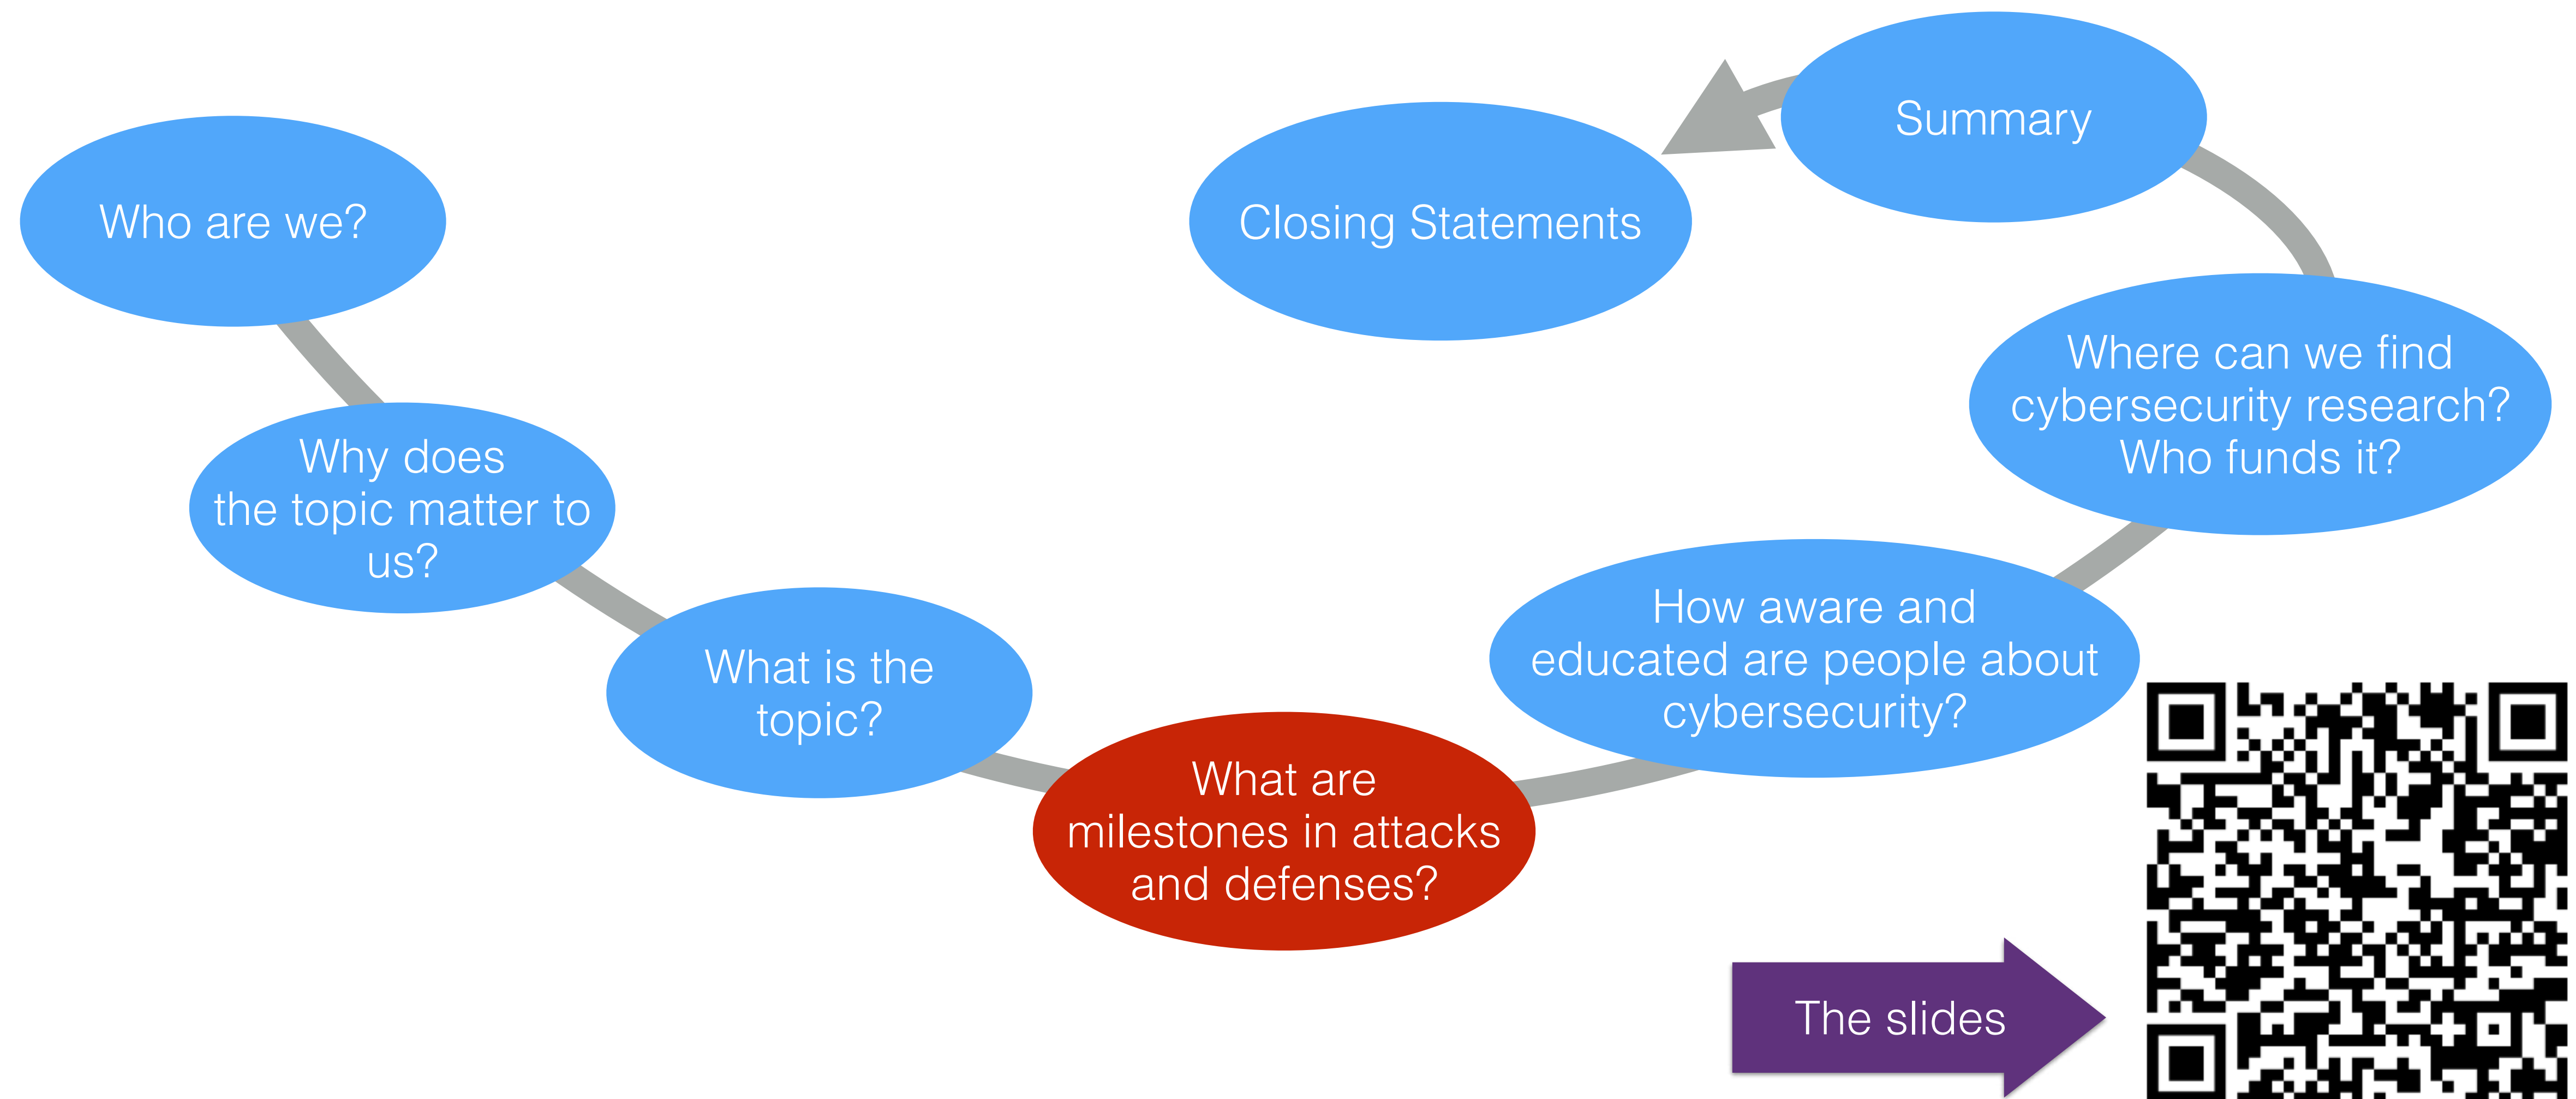 Who are we?
Why does
the topic matter to
us?
What is the
topic?
What are
milestones in attacks
and defenses?
How aware and
educated are people about
cybersecurity?
Where can we find
cybersecurity research?
Who funds it?
Summary
Closing Statements
The slides